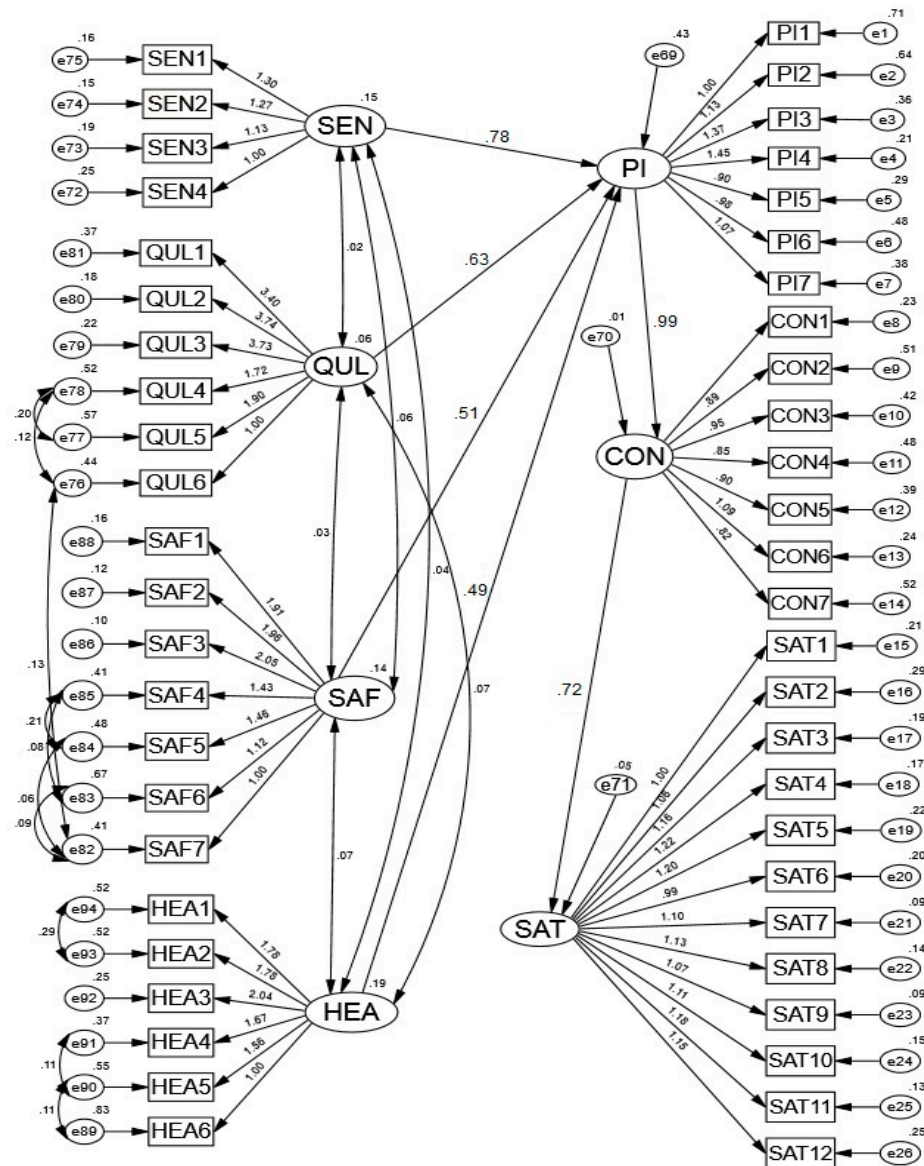 .16
e75
SEN1
1.30
.15
e74
SEN2
1.27
.19
e73
SEN3
1.13
.25
e72
SEN4
1.00
SEN
.15
.78
.37
e81
QUL1
3.40
.18
e80
QUL2
3.74
.22
e79
QUL3
3.73
.52
e78
QUL4
1.72
.57
e77
QUL5
1.90
.44
e76
QUL6
1.00
.20
.12
QUL
.06
.02
.63
.06
.03
.04
.07
.51
.49
.16
e88
SAF1
1.91
.12
e87
SAF2
1.96
.10
e86
SAF3
2.05
.41
e85
SAF4
1.43
.48
e84
SAF5
1.46
.67
e83
SAF6
1.12
.41
e82
SAF7
1.00
.13
.21
.08
.06
.09
SAF
.14
.07
.52
e94
HEA1
1.78
.52
e93
HEA2
1.78
.25
e92
HEA3
2.04
.37
e91
HEA4
1.67
.55
e90
HEA5
1.56
.83
e89
HEA6
1.00
.29
.11
.11
HEA
.19
.43
e69
PI
1.00
PI1
e1
.71
1.13
PI2
e2
.64
1.37
PI3
e3
.36
1.45
PI4
e4
.21
.90
PI5
e5
.29
.98
PI6
e6
.48
1.07
PI7
e7
.38
.99
.01
e70
CON
CON1
e8
.23
.89
CON2
e9
.51
.95
CON3
e10
.42
.85
CON4
e11
.48
.90
CON5
e12
.39
1.09
CON6
e13
.24
.82
CON7
e14
.52
.72
.05
e71
SAT
1.00
SAT1
e15
.21
1.06
SAT2
e16
.29
1.16
SAT3
e17
.19
1.22
SAT4
e18
.17
1.20
SAT5
e19
.22
.99
SAT6
e20
.20
1.10
SAT7
e21
.09
1.13
SAT8
e22
.14
1.07
SAT9
e23
.09
1.11
SAT10
e24
.15
1.18
SAT11
e25
.13
1.15
SAT12
e26
.25